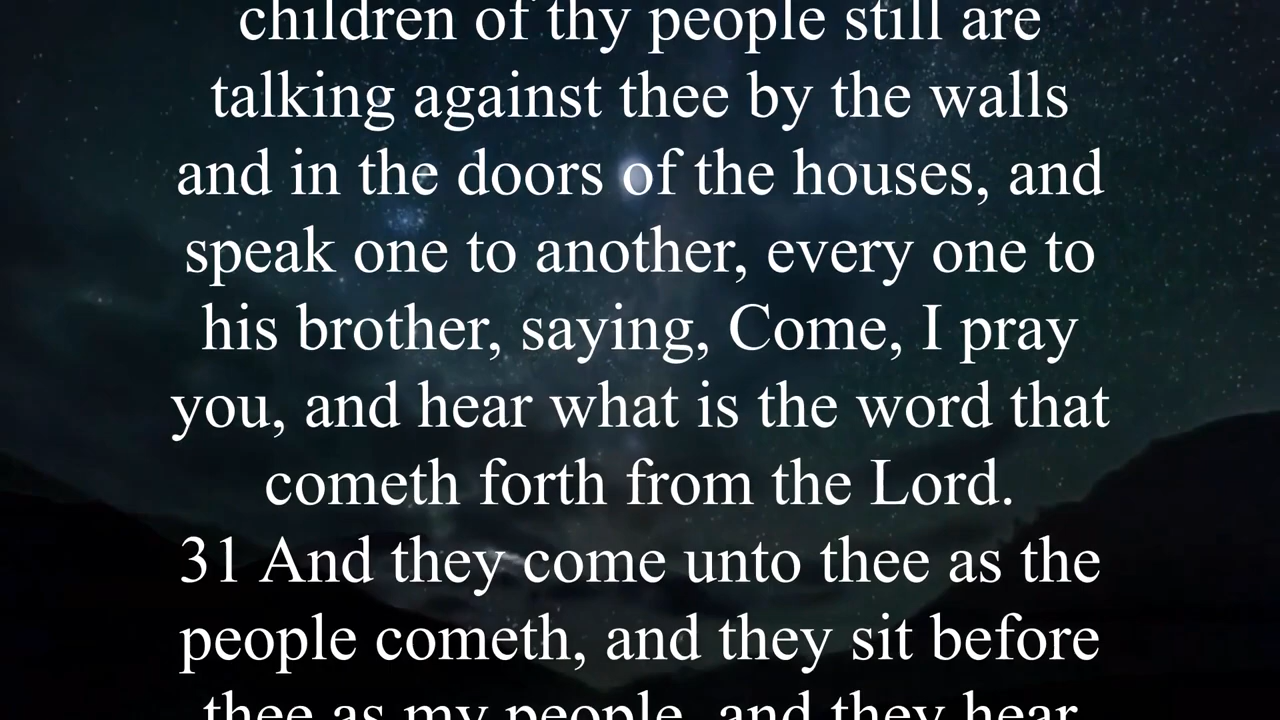 children of thy people still are
talking against thee by the walls
and in the doors of the houses, and
speak one to another, every one to
his brother, saying, Come, I pray
you, and hear what is the word that
cometh forth from the Lord.
31 And they come unto thee as the
people cometh, and they sit before
thee as my people, and they hear